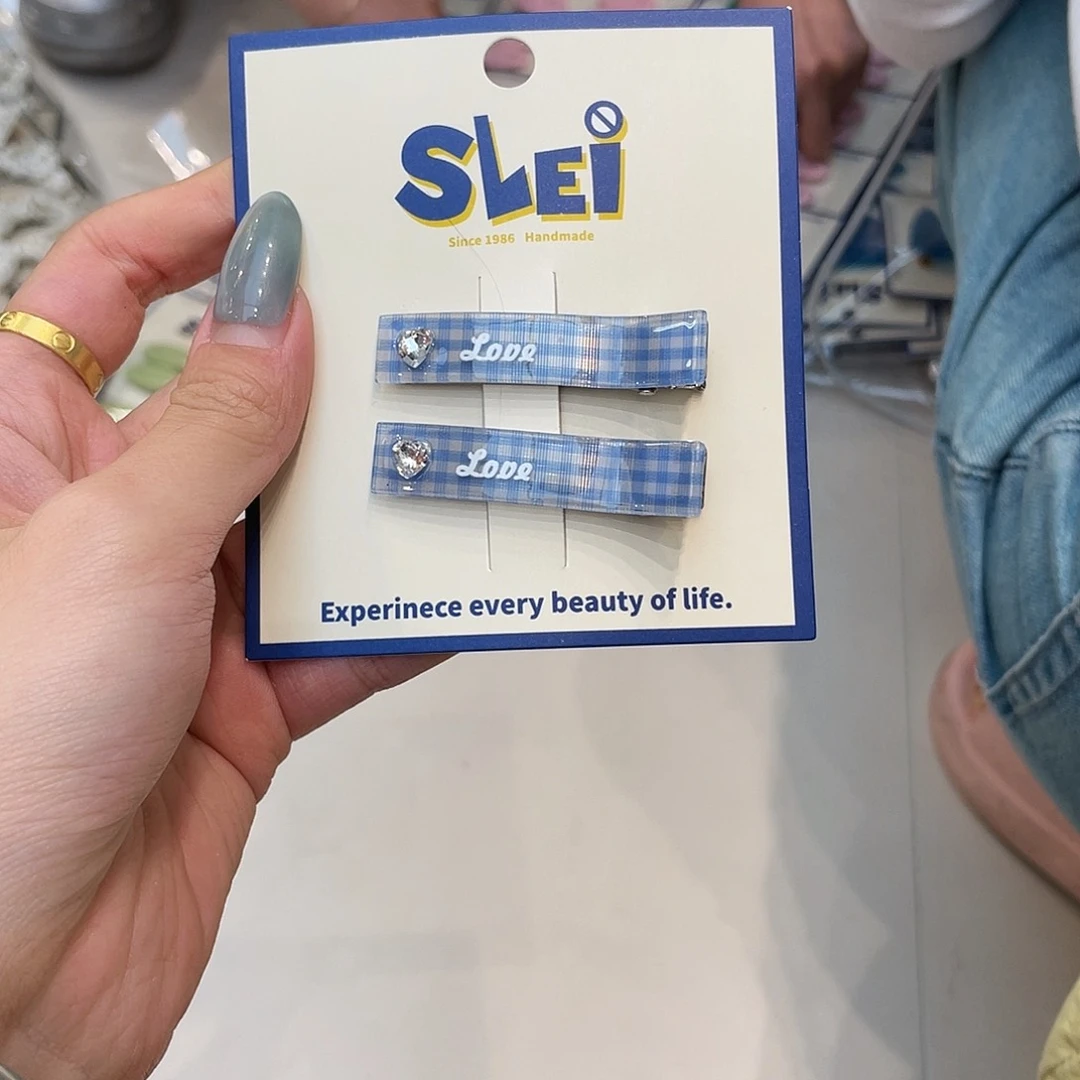 SLEi
Since 1986 Handmade
Love
Love
Experinece every beauty of life.